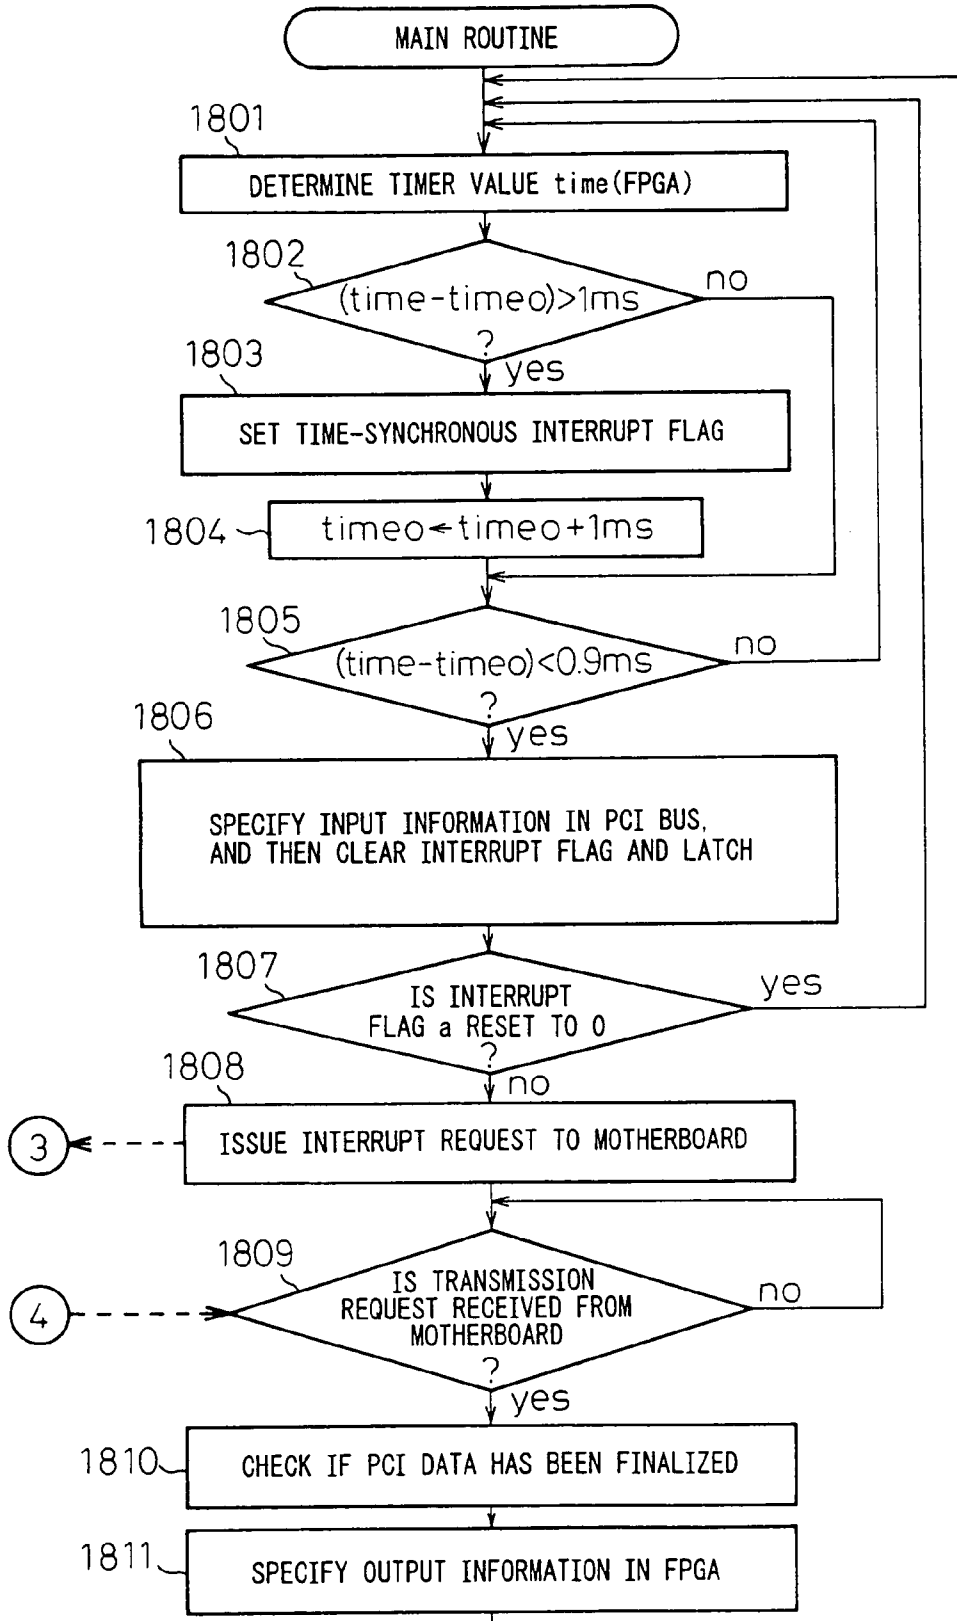 MAIN ROUTINE
1801
DETERMINE TIMER VALUE time(FPGA)
1802
(time-timeo)>1ms
?
no
yes
1803
SET TIME-SYNCHRONOUS INTERRUPT FLAG
1804
timeo←timeo+1ms
1805
(time-timeo)<0.9ms
?
no
yes
1806
SPECIFY INPUT INFORMATION IN PCI BUS,
AND THEN CLEAR INTERRUPT FLAG AND LATCH
1807
IS INTERRUPT
FLAG a RESET TO 0
?
yes
no
1808
ISSUE INTERRUPT REQUEST TO MOTHERBOARD
3
1809
IS TRANSMISSION
REQUEST RECEIVED FROM
MOTHERBOARD
?
no
4
yes
1810
CHECK IF PCI DATA HAS BEEN FINALIZED
1811
SPECIFY OUTPUT INFORMATION IN FPGA